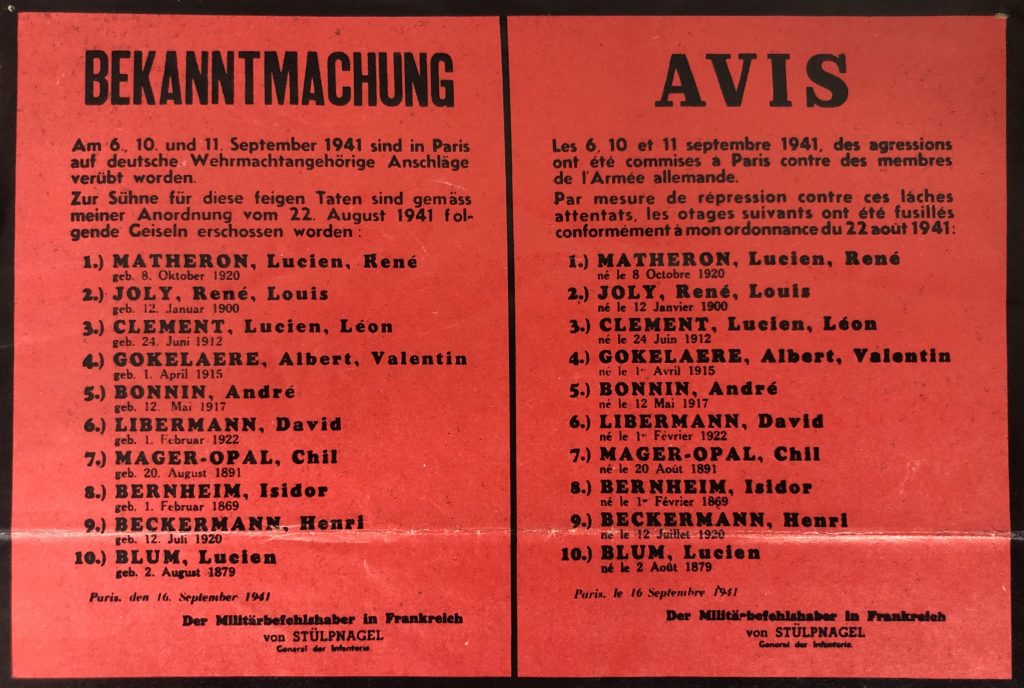 BEKANNTMACHUNG
Am 6., 10. und 11. September 1941 sind in Paris
auf deutsche Wehrmachtangehörige Anschläge
verübt worden.
Zur Sühne für diese feigen Taten sind gemäss
meiner Anordnung vom 22. August 1941 fol-
gende Geiseln erschossen worden :
1.) MATHERON, Lucien, René
geb. 8. Oktober 1920
2.) JOLY, René, Louis
geb. 12. Januar 1900
3.) CLEMENT, Lucien, Léon
geb. 24. Juni 1912
4.) GOKELAERE, Albert, Valentin
geb. 1. April 1915
5.) BONNIN, André
geb. 12. Mai 1917
6.) LIBERMANN, David
geb. 1. Februar 1922
7.) MAGER-OPAL, Chil
geb. 20. August 1891
8.) BERNHEIM, Isidor
geb. 1. Februar 1869
9.) BECKERMANN, Henri
geb. 12. Juli 1920
10.) BLUM, Lucien
geb. 2. August 1879
Paris, den 16. September 1941
Der Militärbefehlshaber in Frankreich
von STÜLPNAGEL
General der Infanterie.
AVIS
Les 6, 10 et 11 septembre 1941, des agressions
ont été commises a Paris contre des membres
de l'Armée allemande.
Par mesure de répression contre ces lâches
attentats, les otages suivants ont été fusillés
conformément à mon ordonnance du 22 août 1941 :
1.) MATHERON, Lucien, René
né le 8 Octobre 1920
2.) JOLY, René, Louis
né le 12 Janvier 1900
3.) CLEMENT, Lucien, Léon
né le 24 Juin 1912
4.) GOKELAERE, Albert, Valentin
né le 1er Avril 1915
5.) BONNIN, André
né le 12 Mai 1917
6.) LIBERMANN, David
né le 1er Février 1922
7.) MAGER-OPAL, Chil
né le 20 Août 1891
8.) BERNHEIM, Isidor
né le 1er Février 1869
9.) BECKERMANN, Henri
né le 12 Juillet 1920
10.) BLUM, Lucien
né le 2 Août 1879
Paris, le 16 Septembre 1941
Der Militärbefehlshaber in Frankreich
von STÜLPNAGEL
General der Infanterie.